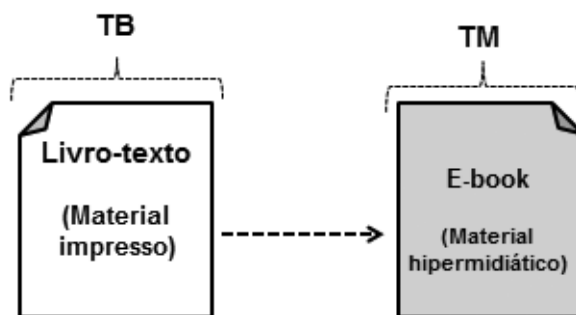 TB
TM
Livro-texto
(Material
impresso)
E-book
(Material
hipermidiático)